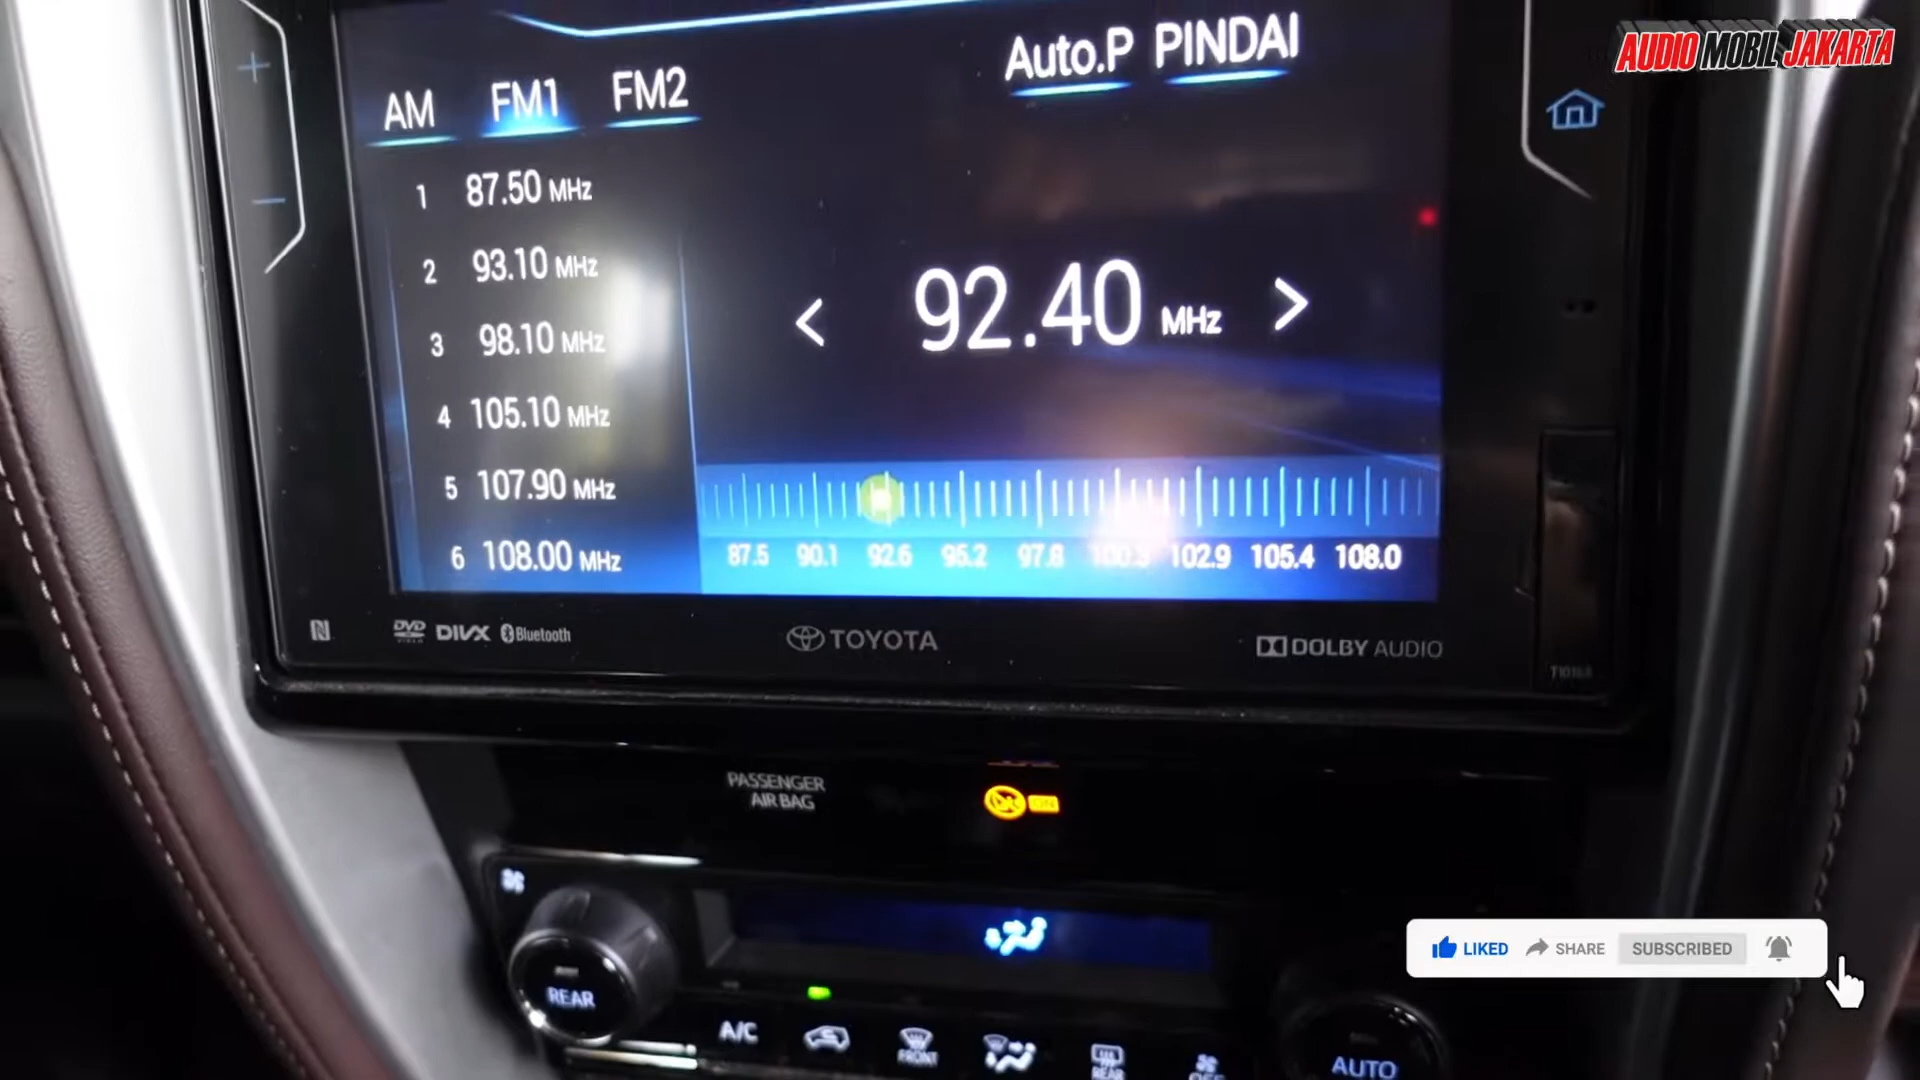 AUDIO MOBIL JAKARTA
Auto.P PINDAI
AM FM1 FM2
1 87.50 MHz
2 93.10 MHz
3 98.10 MHz
4 105.10 MHz
5 107.90 MHz
6 108.00 MHz
< 92.40 MHz >
87.5 90.1 92.6 95.2 97.8 102.9 105.4 108.0
DVD VIDEO DIVX Bluetooth
TOYOTA
DOLBY AUDIO
PASSENGER
AIR BAG
ON
LIKED SHARE SUBSCRIBED
REAR
A/C
FRONT
REAR
OFF
AUTO